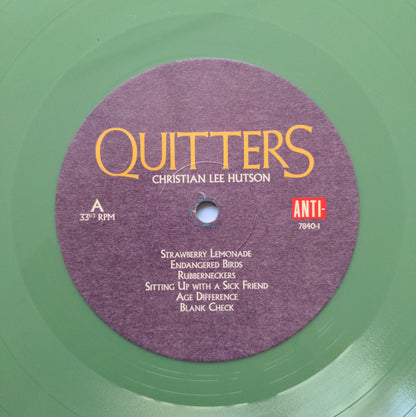 QUITTERS
CHRISTIAN LEE HUTSON
A
33⅓ RPM
ANTI-
7840-1
STRAWBERRY LEMONADE
ENDANGERED BIRDS
RUBBERNECKERS
SITTING UP WITH A SICK FRIEND
AGE DIFFERENCE
BLANK CHECK